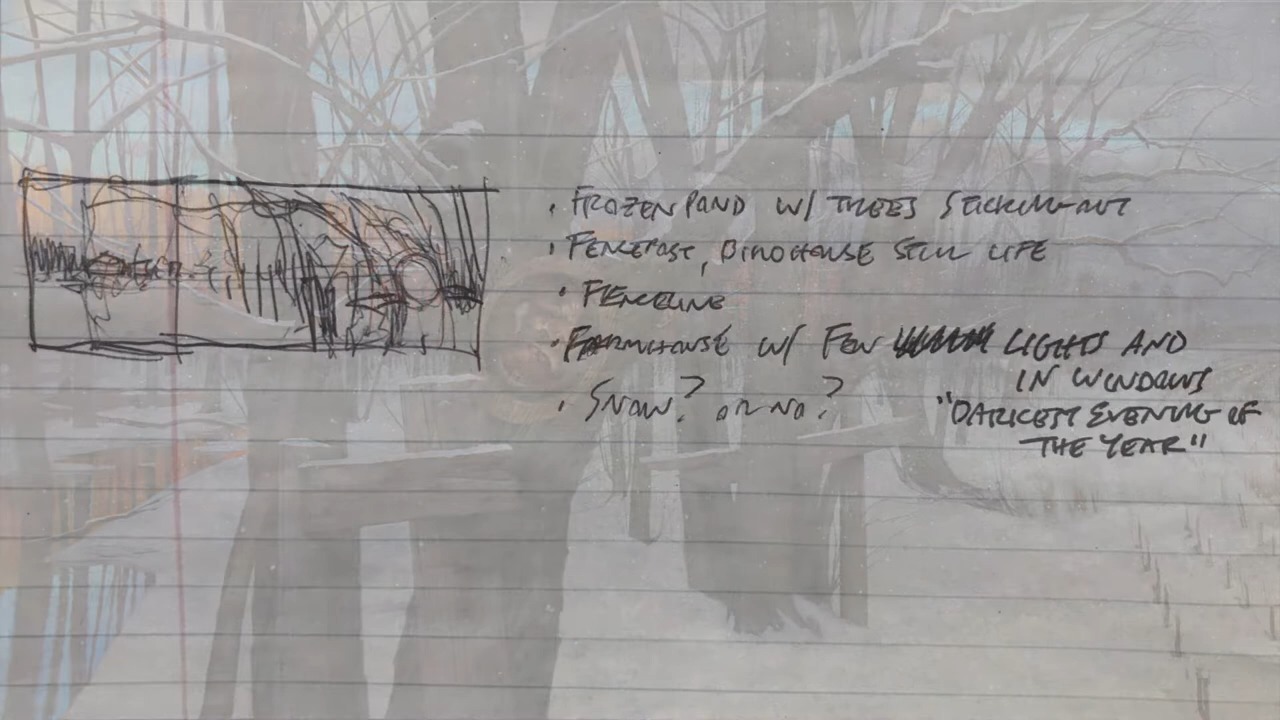 • FROZEN POND W/ TREES STICKING OUT
• FENCEPOST, BIRDHOUSE STILL LIFE
• FENCELINE
• FARMHOUSE W/ FEW LIGHTS AND
IN WINDOWS
• SNOW? OR NO?
"DARKEST EVENING OF
THE YEAR"